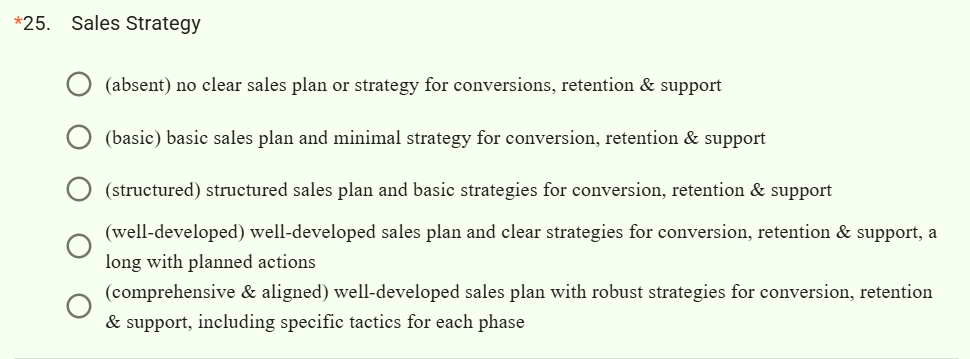 *25. Sales Strategy
(absent) no clear sales plan or strategy for conversions, retention & support
(basic) basic sales plan and minimal strategy for conversion, retention & support
(structured) structured sales plan and basic strategies for conversion, retention & support
(well-developed) well-developed sales plan and clear strategies for conversion, retention & support, a
long with planned actions
(comprehensive & aligned) well-developed sales plan with robust strategies for conversion, retention
& support, including specific tactics for each phase